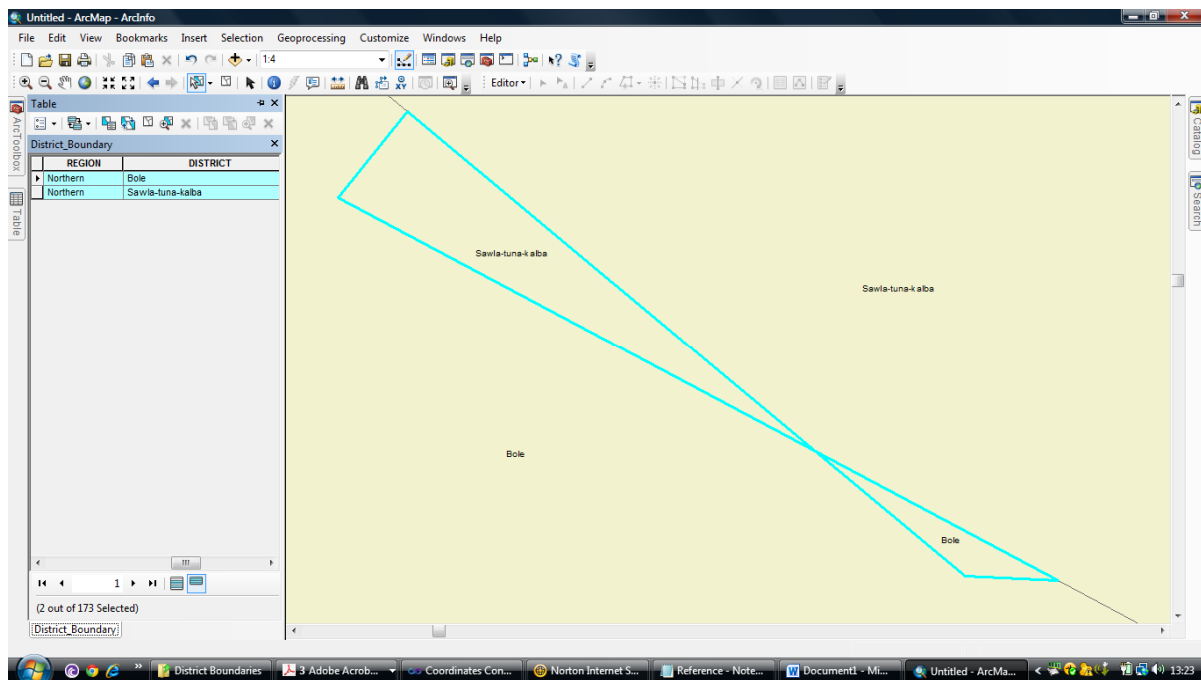 Untitled - ArcMap - ArcInfo
File Edit View Bookmarks Insert Selection Geoprocessing Customize Windows Help
1:4
Editor
Table
ArcToolbox
Table
District_Boundary
REGION DISTRICT
Northern Bole
Northern Sawla-tuna-kalba
1
(2 out of 173 Selected)
District_Boundary
Sawla-tuna-kalba
Sawla-tuna-kalba
Bole
Bole
Catalog
Search
District Boundaries
3 Adobe Acrob...
Coordinates Con...
Norton Internet S...
Reference - Note...
Document1 - Mi...
Untitled - ArcMa...
13:23